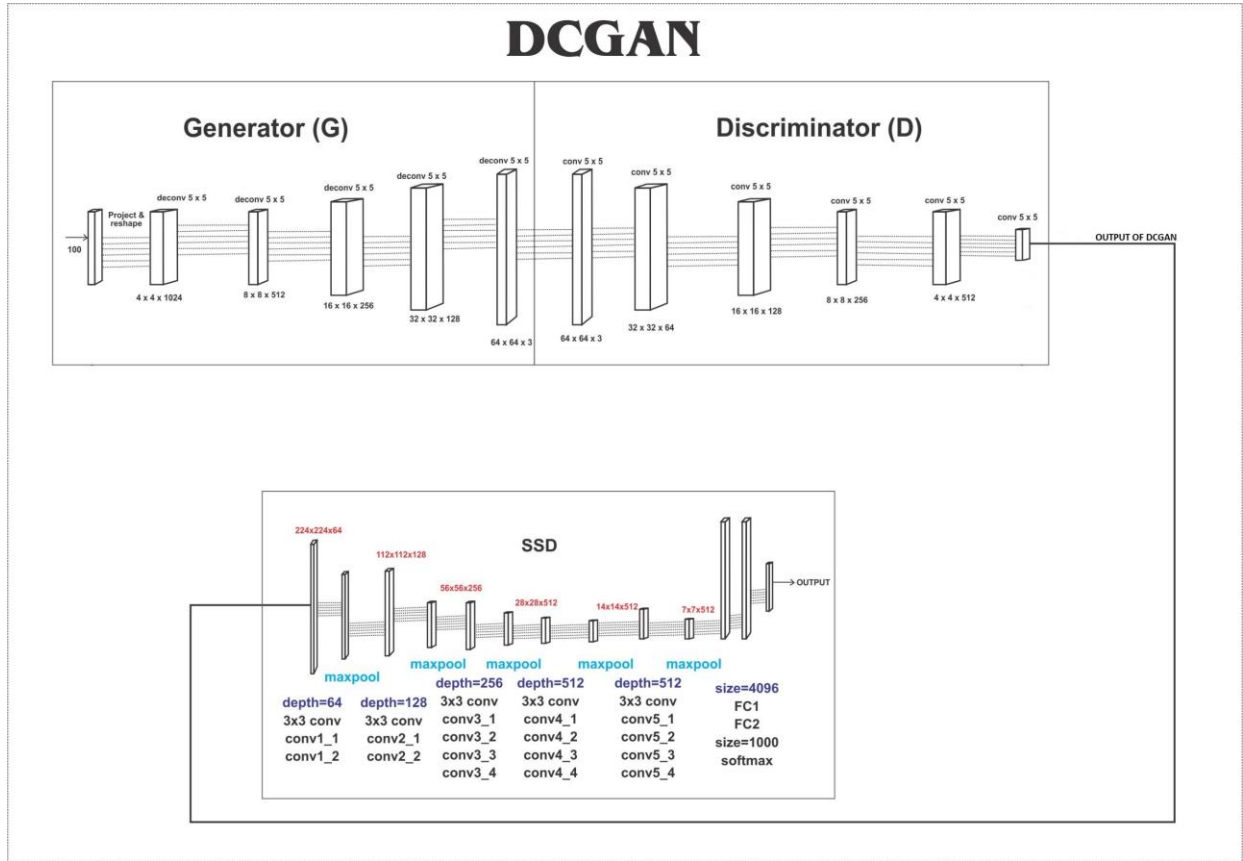 DCGAN
Generator (G)
Discriminator (D)
100
Project &
reshape
deconv 5 x 5
deconv 5 x 5
deconv 5 x 5
deconv 5 x 5
deconv 5 x 5
4 x 4 x 1024
8 x 8 x 512
16 x 16 x 256
32 x 32 x 128
64 x 64 x 3
conv 5 x 5
conv 5 x 5
conv 5 x 5
conv 5 x 5
conv 5 x 5
conv 5 x 5
64 x 64 x 3
32 x 32 x 64
16 x 16 x 128
8 x 8 x 256
4 x 4 x 512
OUTPUT OF DCGAN
SSD
224x224x64
112x112x128
56x56x256
28x28x512
14x14x512
7x7x512
OUTPUT
maxpool
maxpool
maxpool
maxpool
maxpool
depth=64
3x3 conv
conv1_1
conv1_2
depth=128
3x3 conv
conv2_1
conv2_2
depth=256
3x3 conv
conv3_1
conv3_2
conv3_3
conv3_4
depth=512
3x3 conv
conv4_1
conv4_2
conv4_3
conv4_4
depth=512
3x3 conv
conv5_1
conv5_2
conv5_3
conv5_4
size=4096
FC1
FC2
size=1000
softmax